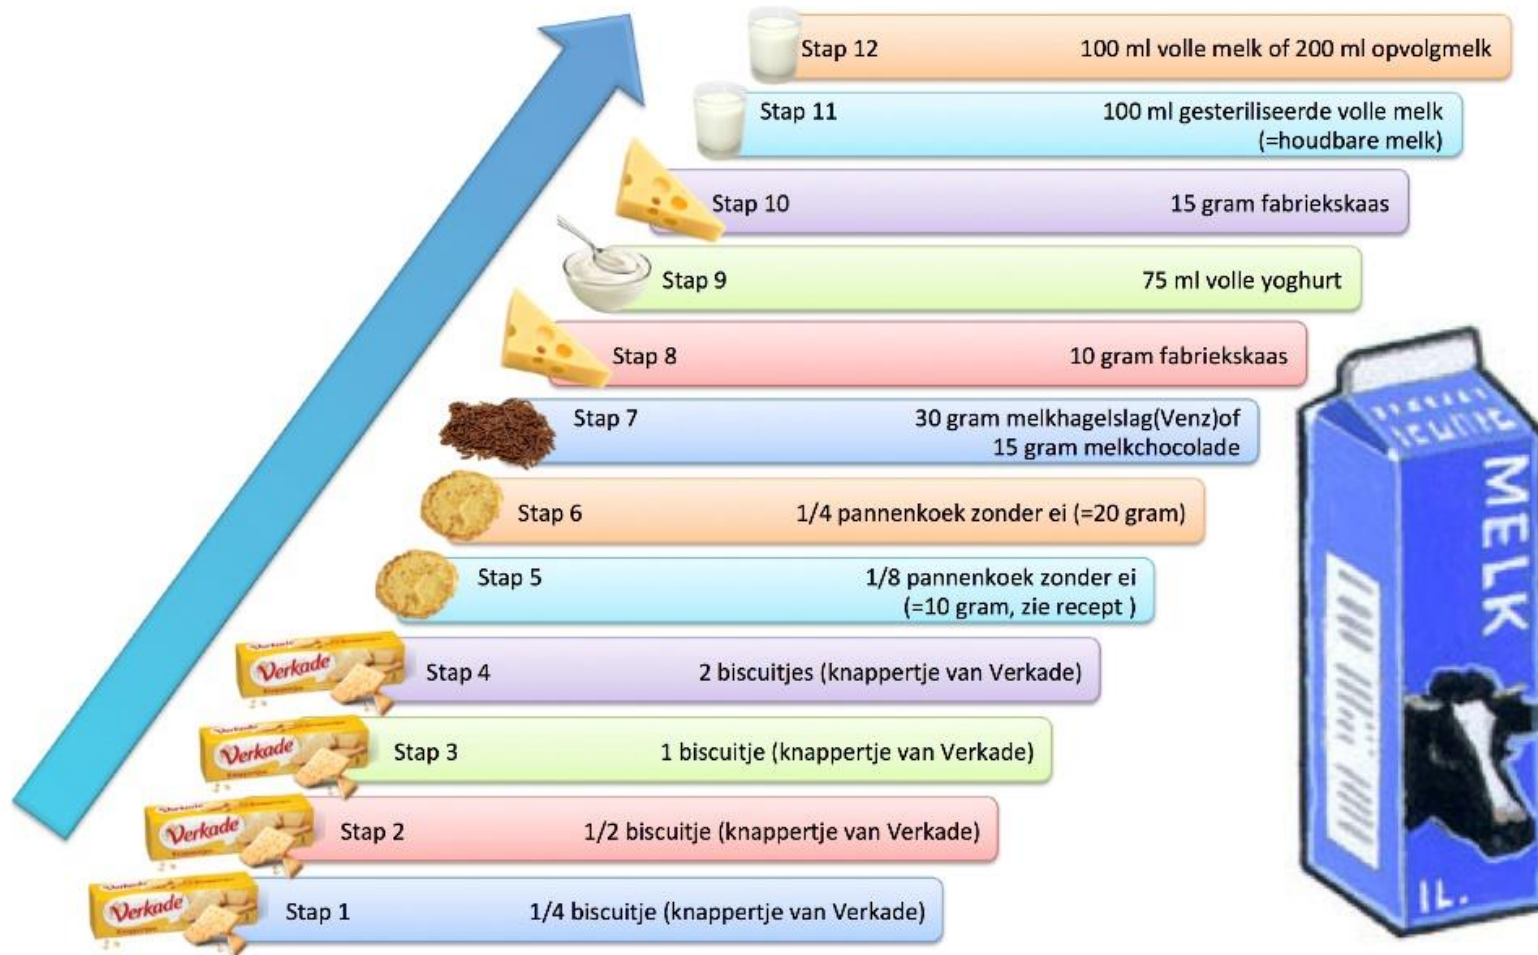 Stap 12 100 ml volle melk of 200 ml opvolgmelk
Stap 11 100 ml gesteriliseerde volle melk
(=houdbare melk)
Stap 10 15 gram fabriekskaas
Stap 9 75 ml volle yoghurt
Stap 8 10 gram fabriekskaas
Stap 7 30 gram melkhagelslag(Venz)of
15 gram melkchocolade
Stap 6 1/4 pannenkoek zonder ei (=20 gram)
Stap 5 1/8 pannenkoek zonder ei
(=10 gram, zie recept )
Verkade
Stap 4 2 biscuitjes (knappertje van Verkade)
Verkade
Stap 3 1 biscuitje (knappertje van Verkade)
Verkade
Stap 2 1/2 biscuitje (knappertje van Verkade)
Verkade
Stap 1 1/4 biscuitje (knappertje van Verkade)
MELK
1L.